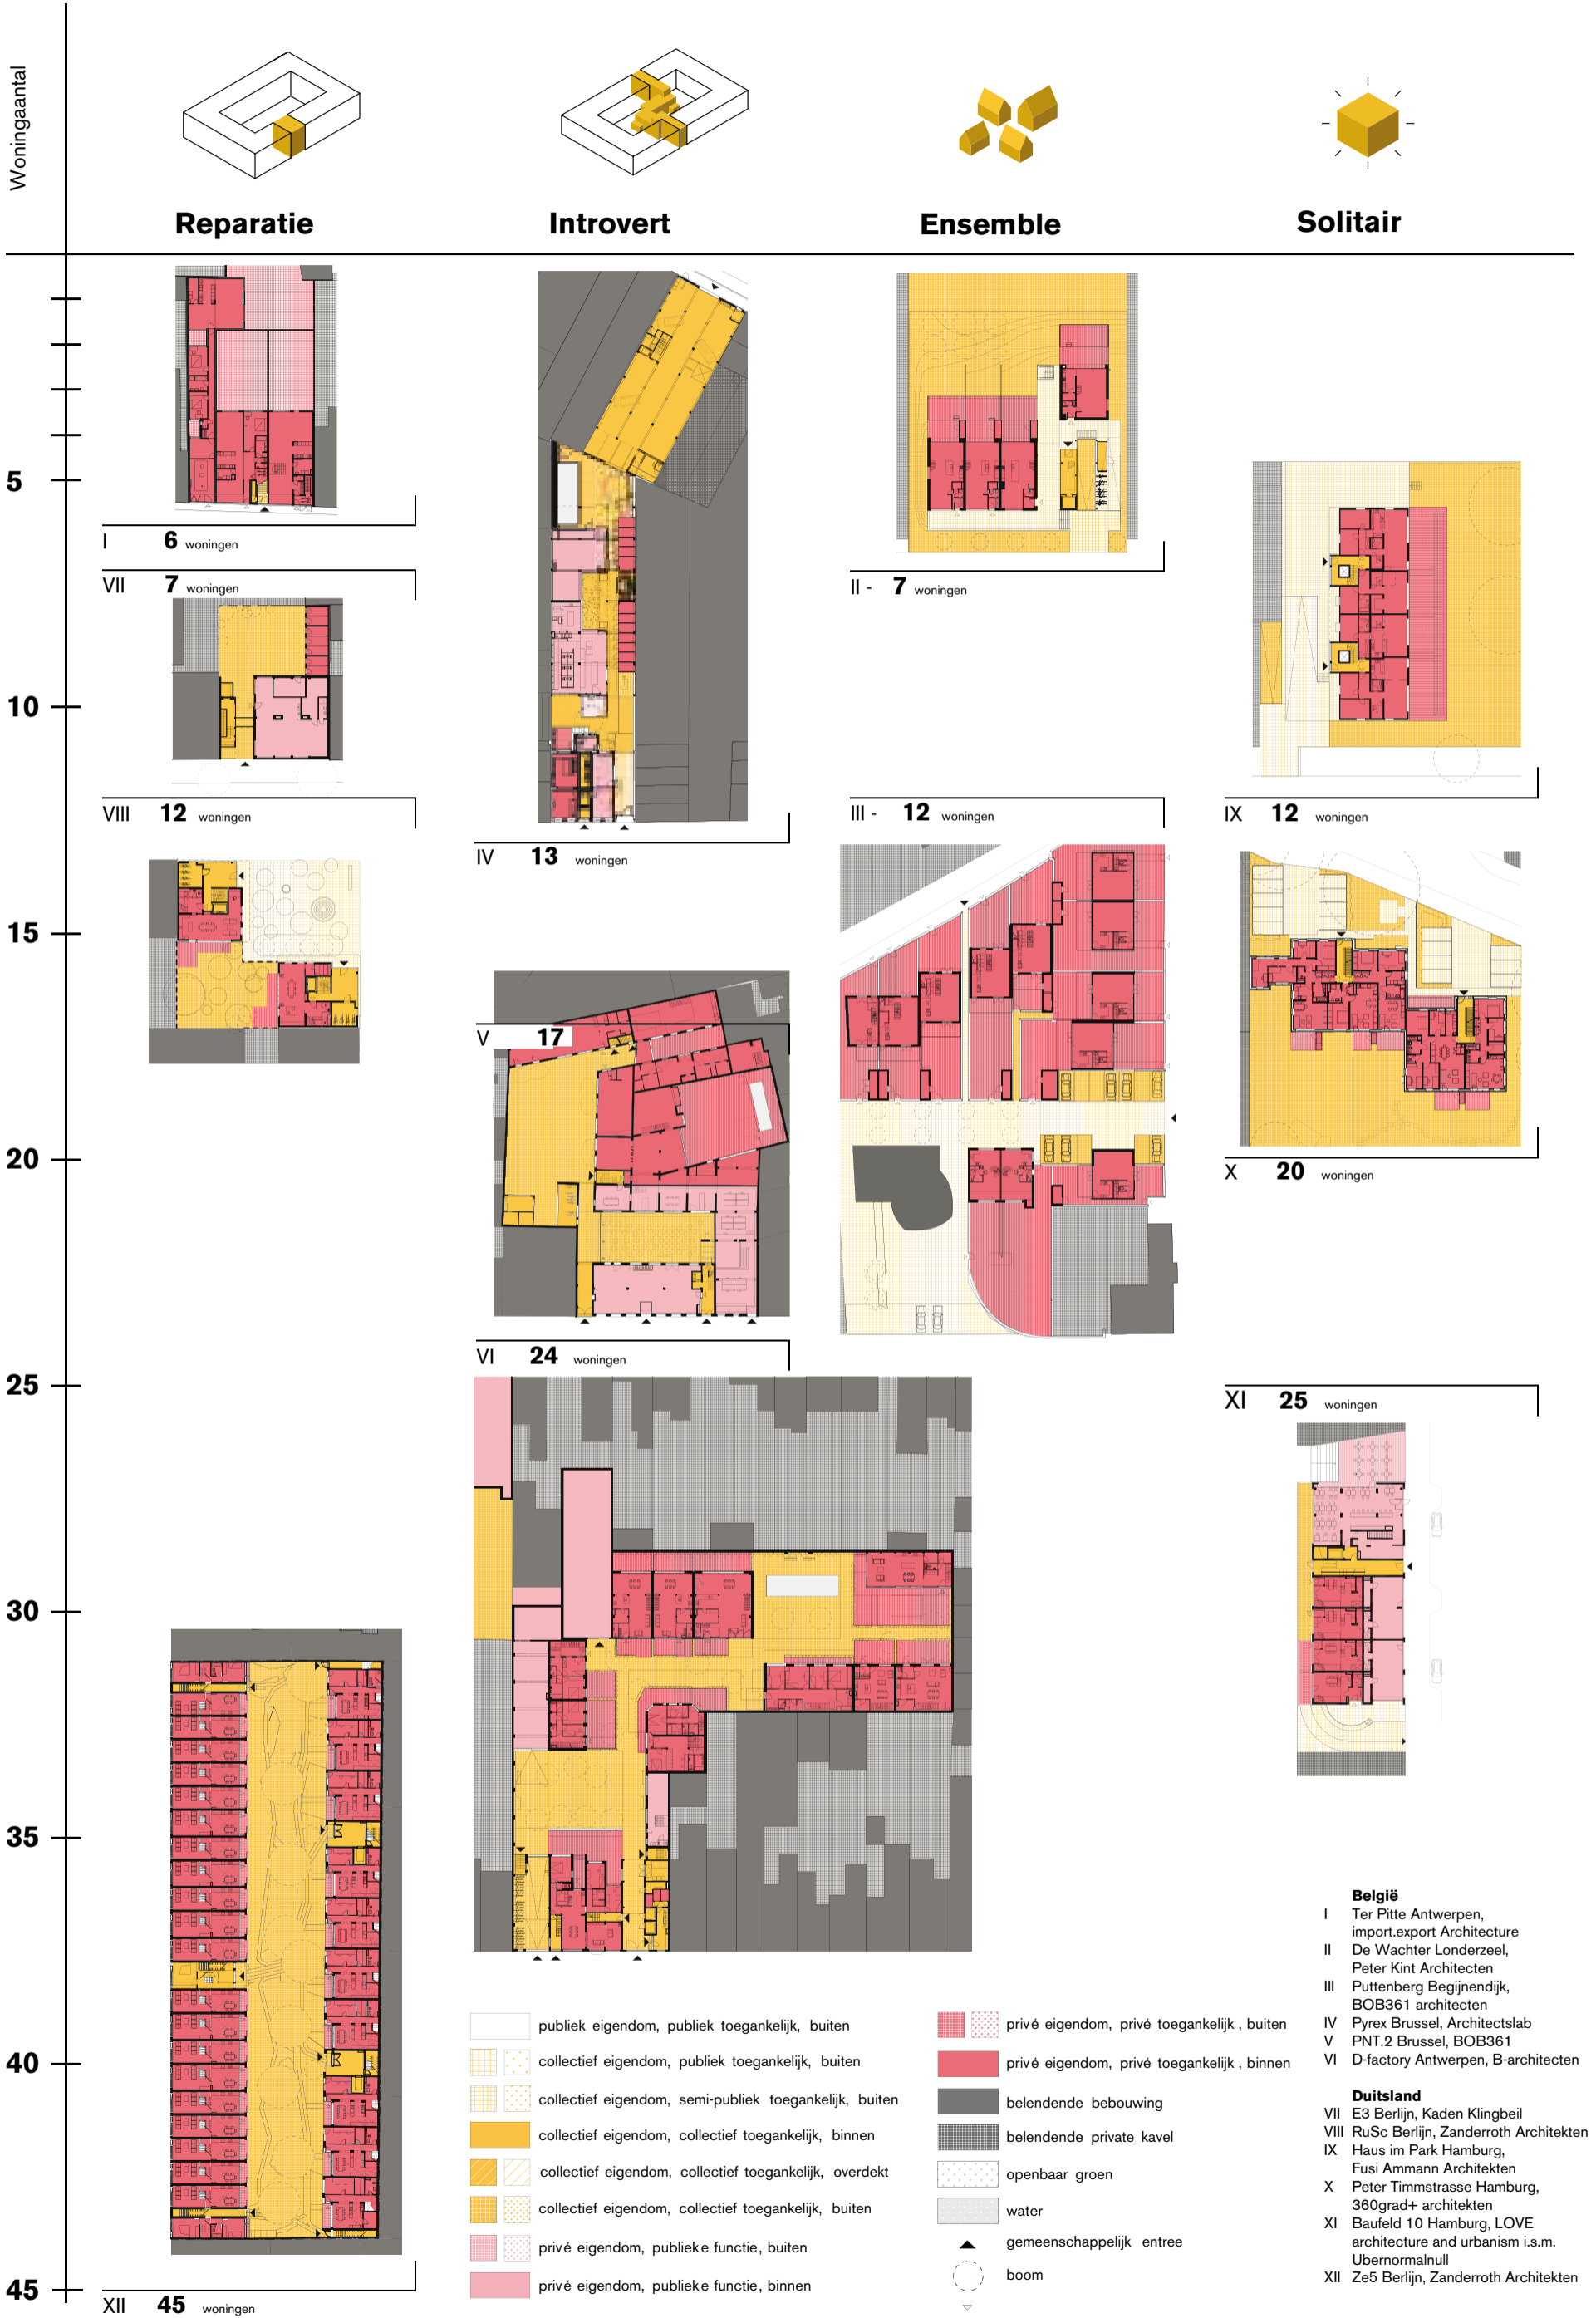 Woningaantal
Reparatie
Introvert
Ensemble
Solitair
5
10
15
20
25
30
35
40
45
I 6 woningen
VII 7 woningen
VIII 12 woningen
XII 45 woningen
IV 13 woningen
V 17
VI 24 woningen
II - 7 woningen
III - 12 woningen
IX 12 woningen
X 20 woningen
XI 25 woningen
publiek eigendom, publiek toegankelijk, buiten
collectief eigendom, publiek toegankelijk, buiten
collectief eigendom, semi-publiek toegankelijk, buiten
collectief eigendom, collectief toegankelijk, binnen
collectief eigendom, collectief toegankelijk, overdekt
collectief eigendom, collectief toegankelijk, buiten
privé eigendom, publieke functie, buiten
privé eigendom, publieke functie, binnen
privé eigendom, privé toegankelijk, buiten
privé eigendom, privé toegankelijk, binnen
belendende bebouwing
belendende private kavel
openbaar groen
water
gemeenschappelijk entree
boom
België
I Ter Pitte Antwerpen,
import.export Architecture
II De Wachter Londerzeel,
Peter Kint Architecten
III Puttenberg Begijnendijk,
BOB361 architecten
IV Pyrex Brussel, Architectslab
V PNT.2 Brussel, BOB361
VI D-factory Antwerpen, B-architecten
Duitsland
VII E3 Berlijn, Kaden Klingbeil
VIII RuSc Berlijn, Zanderroth Architekten
IX Haus im Park Hamburg,
Fusi Ammann Architekten
X Peter Timmstrasse Hamburg,
360grad+ architekten
XI Baufeld 10 Hamburg, LOVE
architecture and urbanism i.s.m.
Ubernormalnull
XII Ze5 Berlijn, Zanderroth Architekten